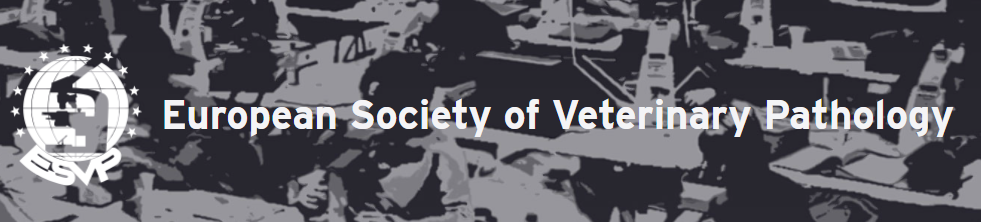 European Society of Veterinary Pathology
ESVP